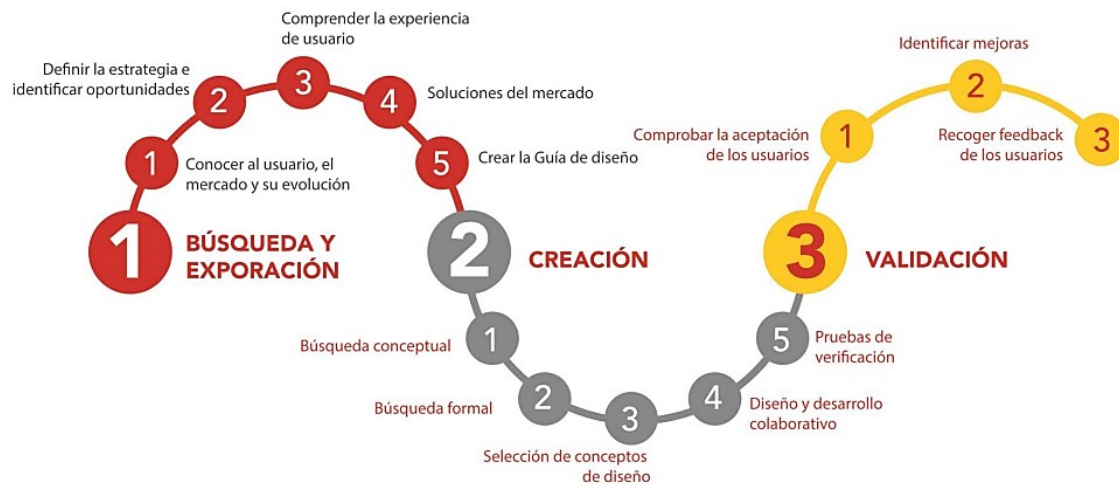 1
BÚSQUEDA Y
EXPORACIÓN
1
Conocer al usuario, el
mercado y su evolución
2
Definir la estrategia e
identificar oportunidades
3
Comprender la experiencia
de usuario
4
Soluciones del mercado
5
Crear la Guía de diseño
2
CREACIÓN
1
Búsqueda conceptual
2
Búsqueda formal
3
Selección de conceptos
de diseño
4
Diseño y desarrollo
colaborativo
5
Pruebas de
verificación
3
VALIDACIÓN
1
Comprobar la aceptación
de los usuarios
2
Identificar mejoras
3
Recoger feedback
de los usuarios